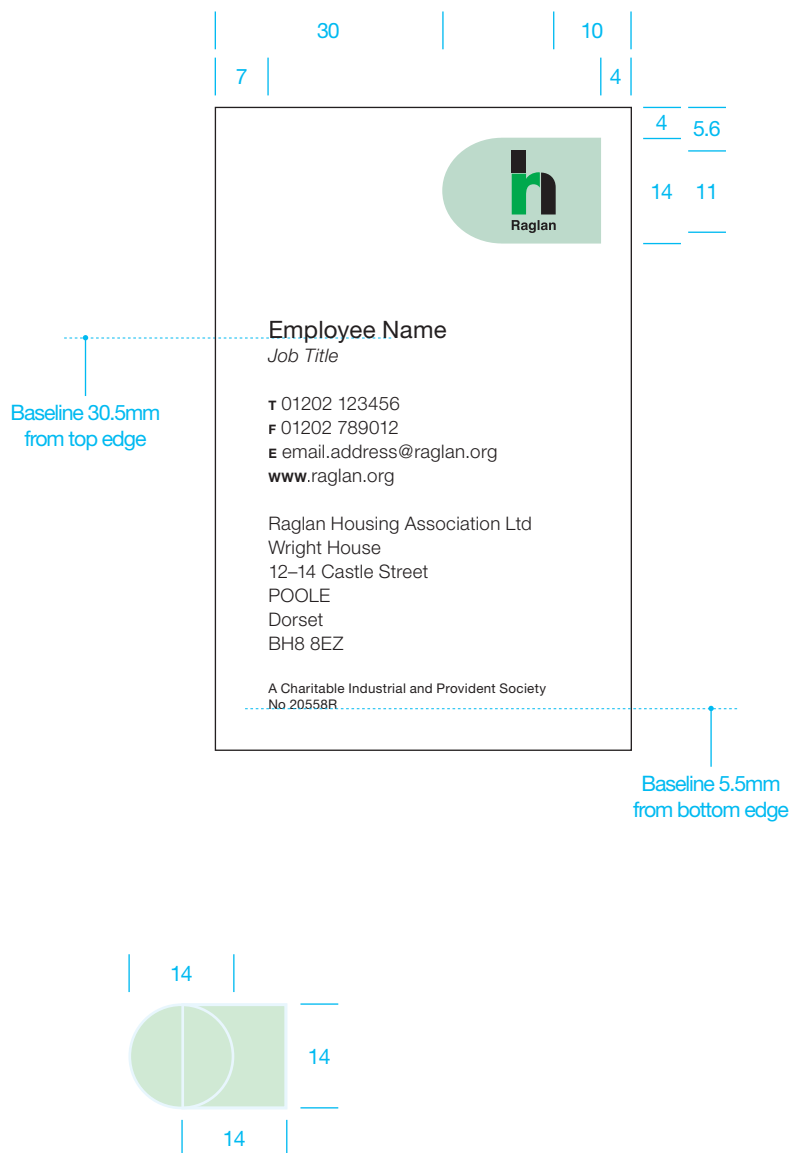 30
10
7
4
4
5.6
14
11
Raglan
Employee Name
Job Title
Baseline 30.5mm
from top edge
T 01202 123456
F 01202 789012
E email.address@raglan.org
www.raglan.org
Raglan Housing Association Ltd
Wright House
12–14 Castle Street
POOLE
Dorset
BH8 8EZ
A Charitable Industrial and Provident Society
No 20558R
Baseline 5.5mm
from bottom edge
14
14
14